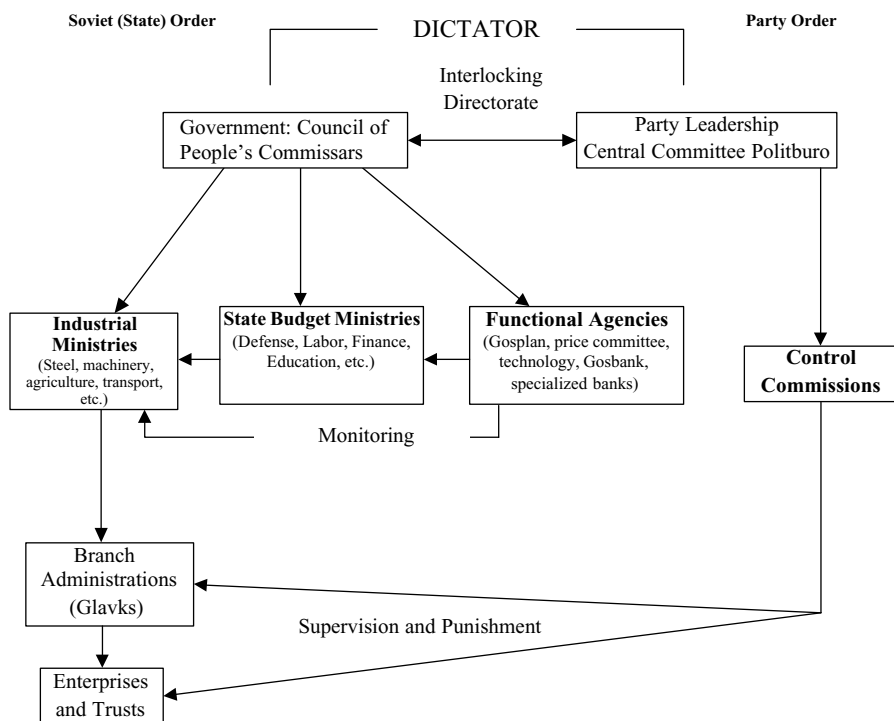 Soviet (State) Order
DICTATOR
Party Order
Interlocking
Directorate
Government: Council of
People's Commissars
Party Leadership
Central Committee Politburo
Industrial
Ministries
(Steel, machinery,
agriculture, transport,
etc.)
State Budget Ministries
(Defense, Labor, Finance,
Education, etc.)
Functional Agencies
(Gosplan, price committee,
technology, Gosbank,
specialized banks)
Control
Commissions
Monitoring
Branch
Administrations
(Glavks)
Supervision and Punishment
Enterprises
and Trusts